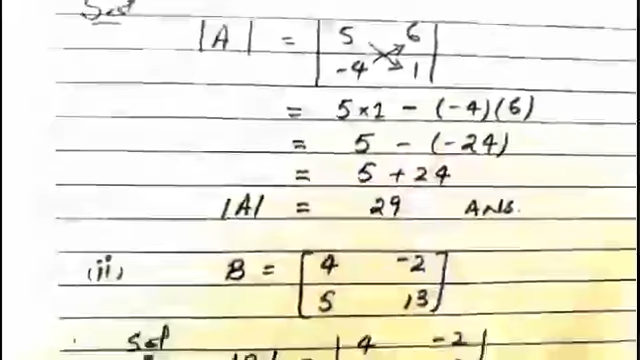 Sol
|A| = | 5 6 |
| -4 1 |
= 5×1 - (-4)(6)
= 5 - (-24)
= 5 + 24
|A| = 29 Ans.
(ii) B = [ 4 -2 ]
[ 5 13 ]
Sol
|B| = | 4 -2 |